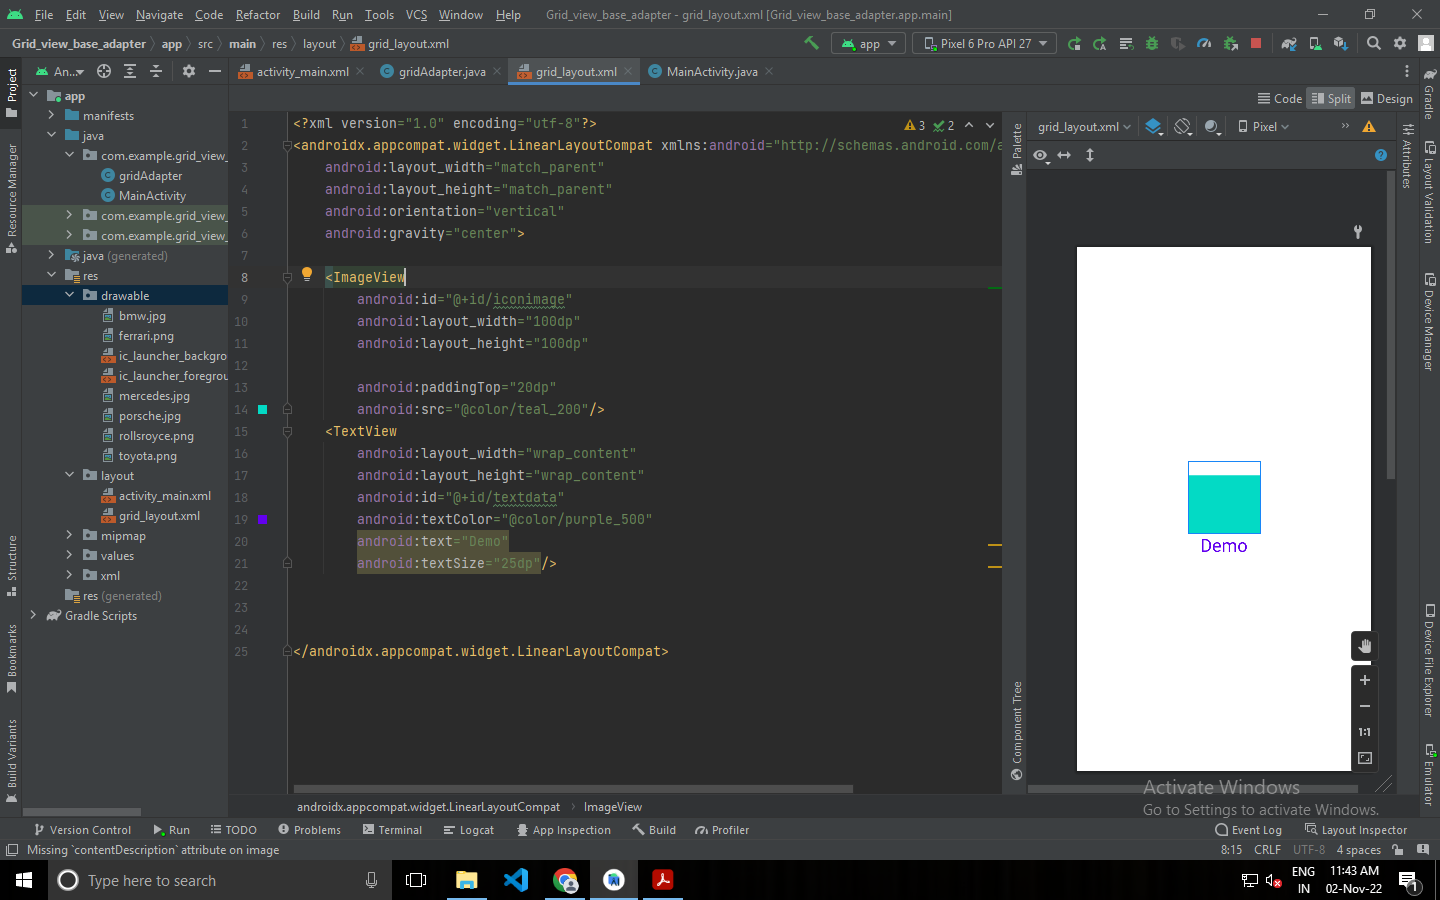 File Edit View Navigate Code Refactor Build Run Tools VCS Window Help Grid_view_base_adapter - grid_layout.xml [Grid_view_base_adapter.app.main]
Grid_view_base_adapter app src main res layout grid_layout.xml app Pixel 6 Pro API 27
Project An... activity_main.xml gridAdapter.java grid_layout.xml MainActivity.java
Code Split Design
app
manifests
java
com.example.grid_view_
gridAdapter
MainActivity
com.example.grid_view_
com.example.grid_view_
java (generated)
res
drawable
bmw.jpg
ferrari.png
ic_launcher_backgro
ic_launcher_foregrou
mercedes.jpg
porsche.jpg
rollsroyce.png
toyota.png
layout
activity_main.xml
grid_layout.xml
mipmap
values
xml
res (generated)
Gradle Scripts
Resource Manager
Structure
Bookmarks
Build Variants
1 <?xml version="1.0" encoding="utf-8"?>
3 2
2 <androidx.appcompat.widget.LinearLayoutCompat xmlns:android="http://schemas.android.com/a
3 android:layout_width="match_parent"
4 android:layout_height="match_parent"
5 android:orientation="vertical"
6 android:gravity="center">
7
8 <ImageView
9 android:id="@+id/iconimage"
10 android:layout_width="100dp"
11 android:layout_height="100dp"
12
13 android:paddingTop="20dp"
14 android:src="@color/teal_200"/>
15 <TextView
16 android:layout_width="wrap_content"
17 android:layout_height="wrap_content"
18 android:id="@+id/textdata"
19 android:textColor="@color/purple_500"
20 android:text="Demo"
21 android:textSize="25dp"/>
22
23
24
25 </androidx.appcompat.widget.LinearLayoutCompat>
Palette
Component Tree
grid_layout.xml Pixel
Demo
1:1
Attributes
Gradle
Layout Validation
Device Manager
Device File Explorer
Emulator
Activate Windows
Go to Settings to activate Windows.
androidx.appcompat.widget.LinearLayoutCompat ImageView
Version Control Run TODO Problems Terminal Logcat App Inspection Build Profiler Event Log Layout Inspector
Missing `contentDescription` attribute on image 8:15 CRLF UTF-8 4 spaces
Type here to search
ENG
IN
11:43 AM
02-Nov-22
1